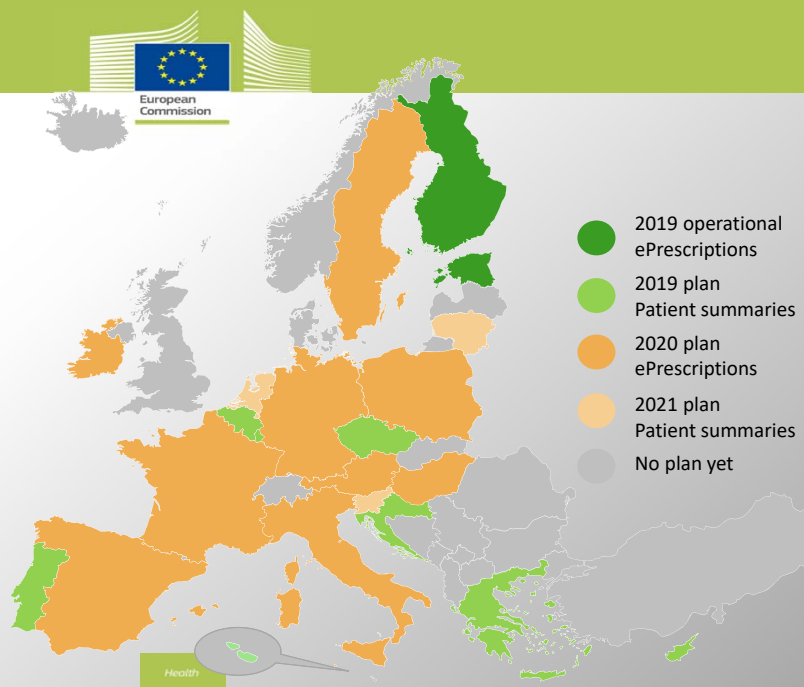 European
Commission
2019 operational
ePrescriptions
2019 plan
Patient summaries
2020 plan
ePrescriptions
2021 plan
Patient summaries
No plan yet
Health